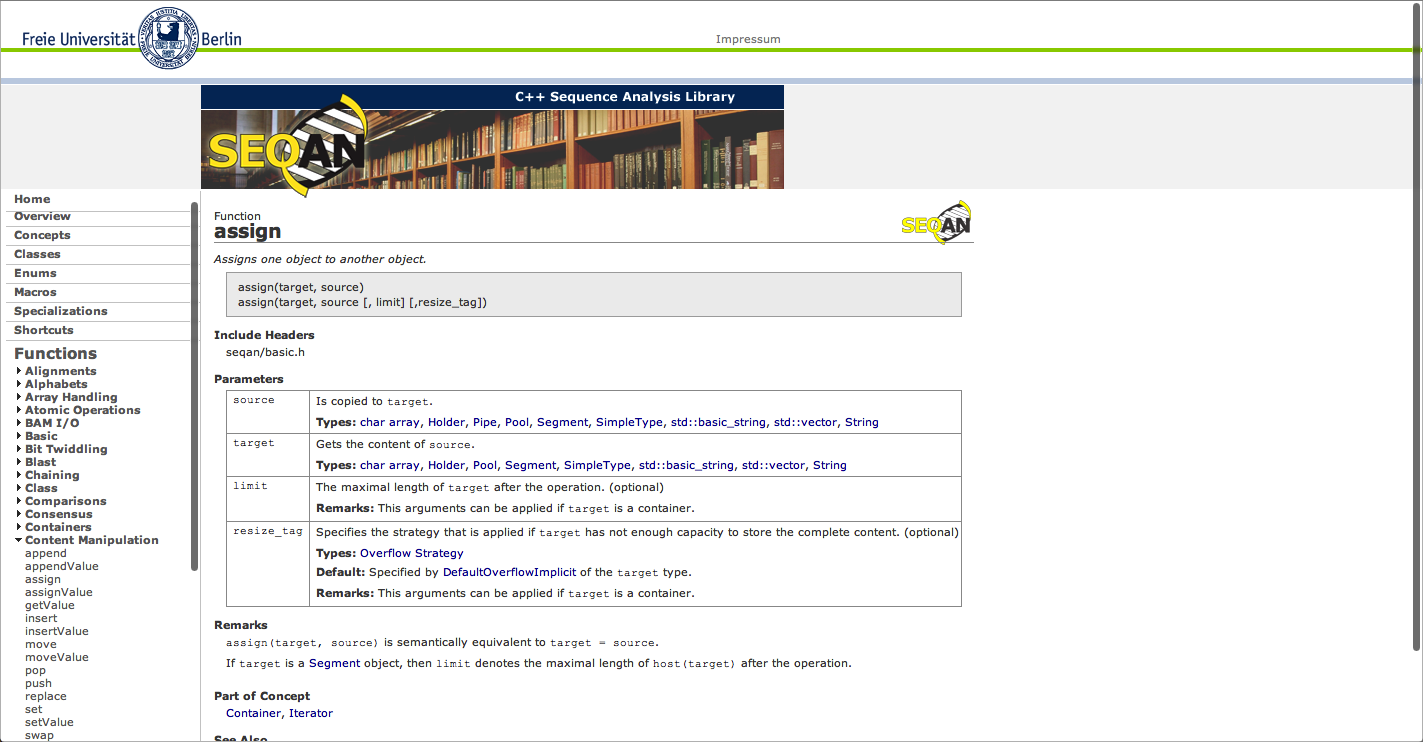 Freie Universität Berlin
Impressum
C++ Sequence Analysis Library
SEQAN
Home
Overview
Concepts
Classes
Enums
Macros
Specializations
Shortcuts
Functions
Alignments
Alphabets
Array Handling
Atomic Operations
BAM I/O
Basic
Bit Twiddling
Blast
Chaining
Class
Comparisons
Consensus
Containers
Content Manipulation
append
appendValue
assign
assignValue
getValue
insert
insertValue
move
moveValue
pop
push
replace
set
setValue
swap
Function
assign
SEQAN
Assigns one object to another object.
assign(target, source)
assign(target, source [, limit] [,resize_tag])
Include Headers
seqan/basic.h
Parameters
source
Is copied to target.
Types: char array, Holder, Pipe, Pool, Segment, SimpleType, std::basic_string, std::vector, String
target
Gets the content of source.
Types: char array, Holder, Pool, Segment, SimpleType, std::basic_string, std::vector, String
limit
The maximal length of target after the operation. (optional)
Remarks: This arguments can be applied if target is a container.
resize_tag
Specifies the strategy that is applied if target has not enough capacity to store the complete content. (optional)
Types: Overflow Strategy
Default: Specified by DefaultOverflowImplicit of the target type.
Remarks: This arguments can be applied if target is a container.
Remarks
assign(target, source) is semantically equivalent to target = source.
If target is a Segment object, then limit denotes the maximal length of host(target) after the operation.
Part of Concept
Container, Iterator
See Also